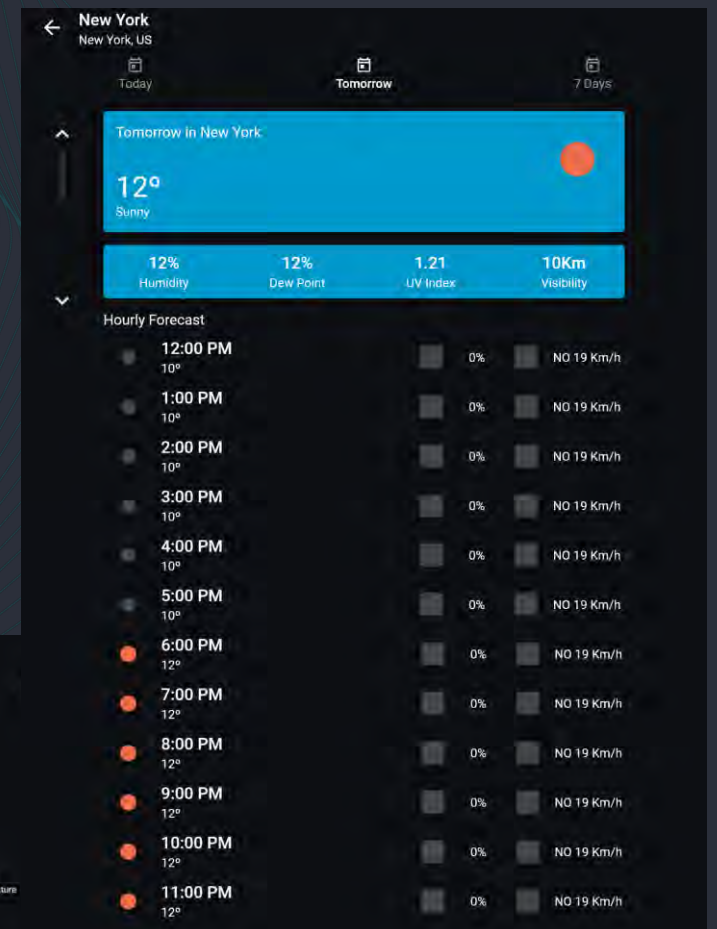 New York
New York, US
Today
Tomorrow
7 Days
Tomorrow in New York
12º
Sunny
12% 12% 1.21 10Km
Humidity Dew Point UV Index Visibility
Hourly Forecast
12:00 PM
10º
0% NO 19 Km/h
1:00 PM
10º
0% NO 19 Km/h
2:00 PM
10º
0% NO 19 Km/h
3:00 PM
10º
0% NO 19 Km/h
4:00 PM
10º
0% NO 19 Km/h
5:00 PM
10º
0% NO 19 Km/h
6:00 PM
12º
0% NO 19 Km/h
7:00 PM
12º
0% NO 19 Km/h
8:00 PM
12º
0% NO 19 Km/h
9:00 PM
12º
0% NO 19 Km/h
10:00 PM
12º
0% NO 19 Km/h
11:00 PM
12º
0% NO 19 Km/h